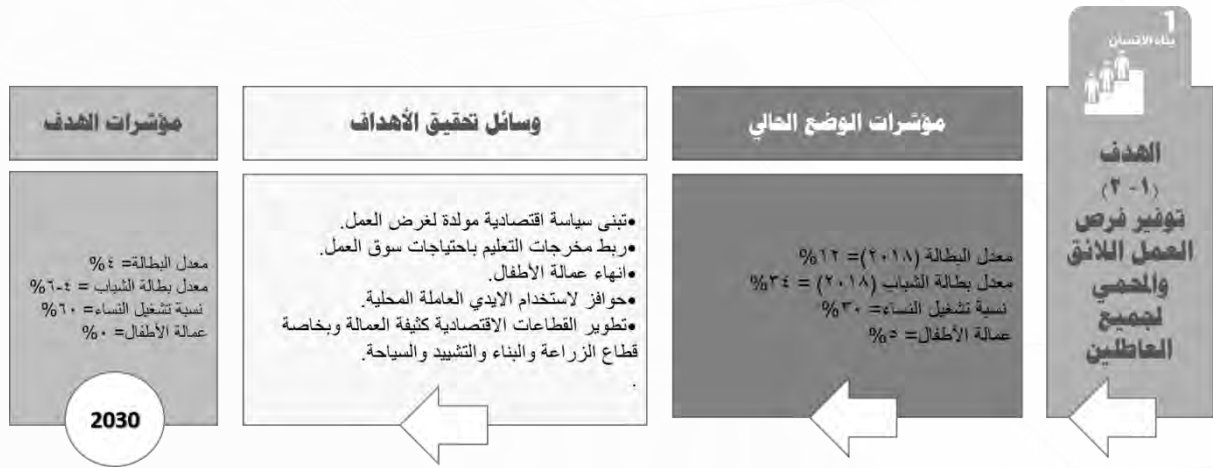 1
بناء الانسان
الهدف
(١- ٢)
توفير فرص
العمل اللائق
والمحمي
لجميع
العاطلين
مؤشرات الوضع الحالي
معدل البطالة (٢٠١٨)= ٢٢%
معدل بطالة الشباب (٢٠١٨) = ٣٤%
نسبة تشغيل النساء= ٣٠%
عمالة الأطفال= ٥%
وسائل تحقيق الأهداف
•تبنى سياسة اقتصادية مولدة لغرض العمل.
•ربط مخرجات التعليم باحتياجات سوق العمل.
•انهاء عمالة الأطفال.
•حوافز لاستخدام الايدي العاملة المحلية.
•تطوير القطاعات الاقتصادية كثيفة العمالة وبخاصة
قطاع الزراعة والبناء والتشييد والسياحة.
.
مؤشرات الهدف
معدل البطالة= ٤%
معدل بطالة الشباب = ٤-٦%
نسبة تشغيل النساء= ٦٠%
عمالة الأطفال= ٠%
2030